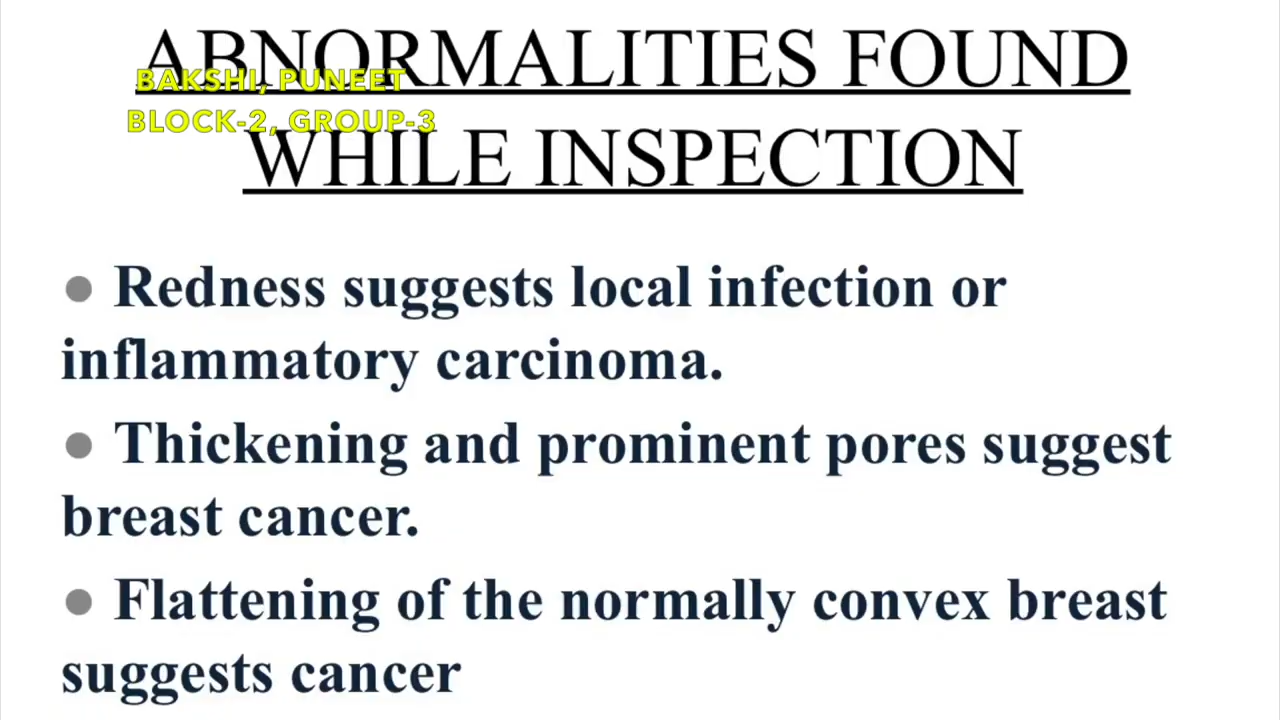 ABNORMALITIES FOUND
BAKSHI, PUNEET
BLOCK-2, GROUP-3
WHILE INSPECTION
● Redness suggests local infection or
inflammatory carcinoma.
● Thickening and prominent pores suggest
breast cancer.
● Flattening of the normally convex breast
suggests cancer